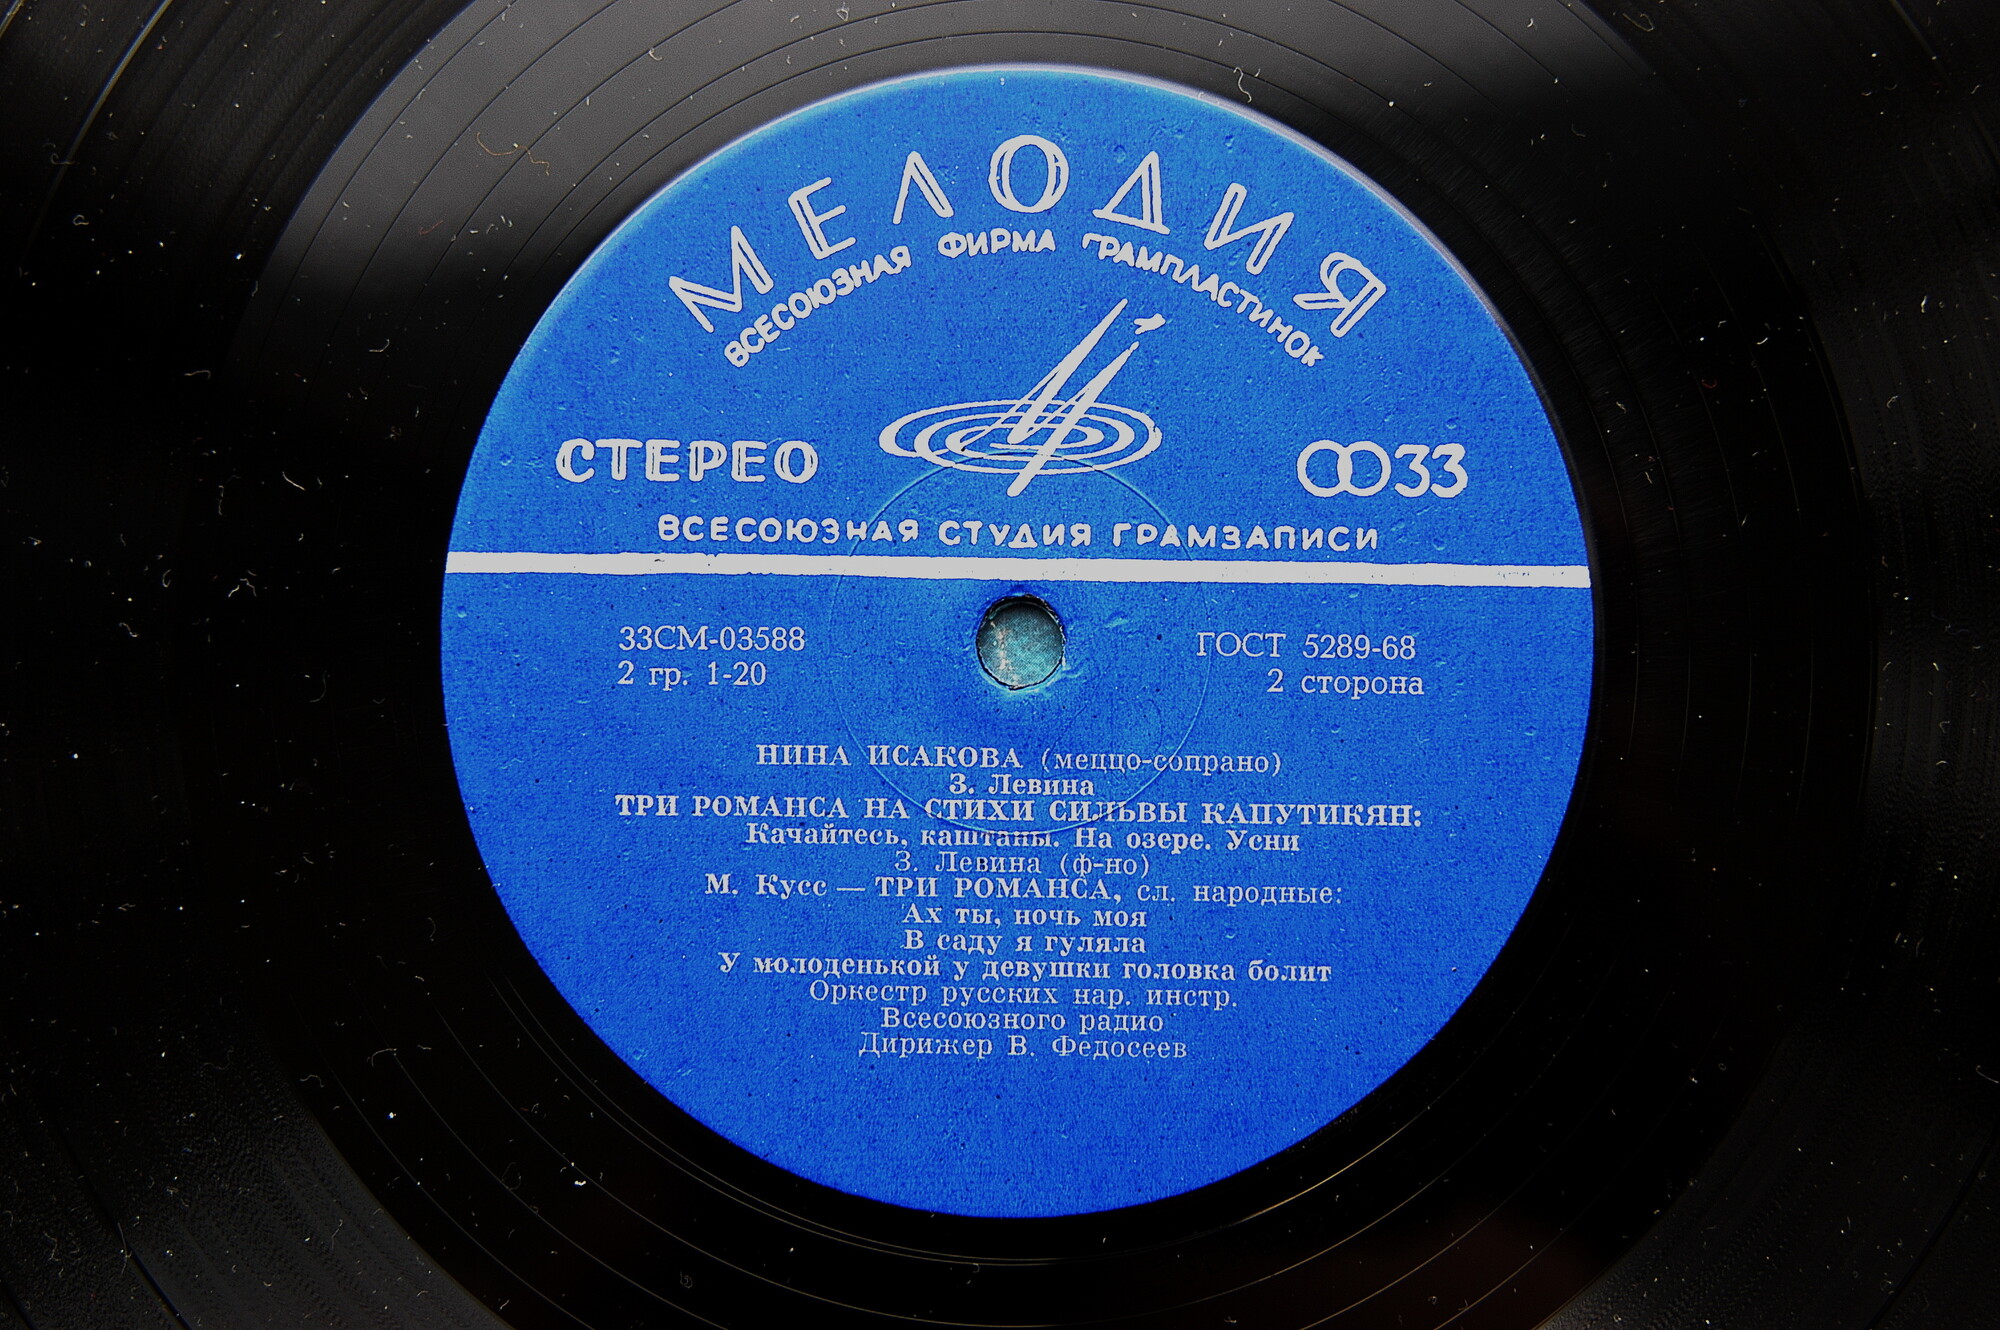 МЕЛОДИЯ
ВСЕСОЮЗНАЯ ФИРМА ГРАМПЛАСТИНОК
СТЕРЕО
33
ВСЕСОЮЗНАЯ СТУДИЯ ГРАМЗАПИСИ
33СМ-03588
ГОСТ 5289-68
2 гр. 1-20
2 сторона
НИНА ИСАКОВА (меццо-сопрано)
З. Левина
ТРИ РОМАНСА НА СТИХИ СИЛЬВЫ КАПУТИКЯН:
Качайтесь, каштаны. На озере. Усни
З. Левина (ф-но)
М. Кусс — ТРИ РОМАНСА, сл. народные:
Ах ты, ночь моя
В саду я гуляла
У молоденькой у девушки головка болит
Оркестр русских нар. инстр.
Всесоюзного радио
Дирижер В. Федосеев